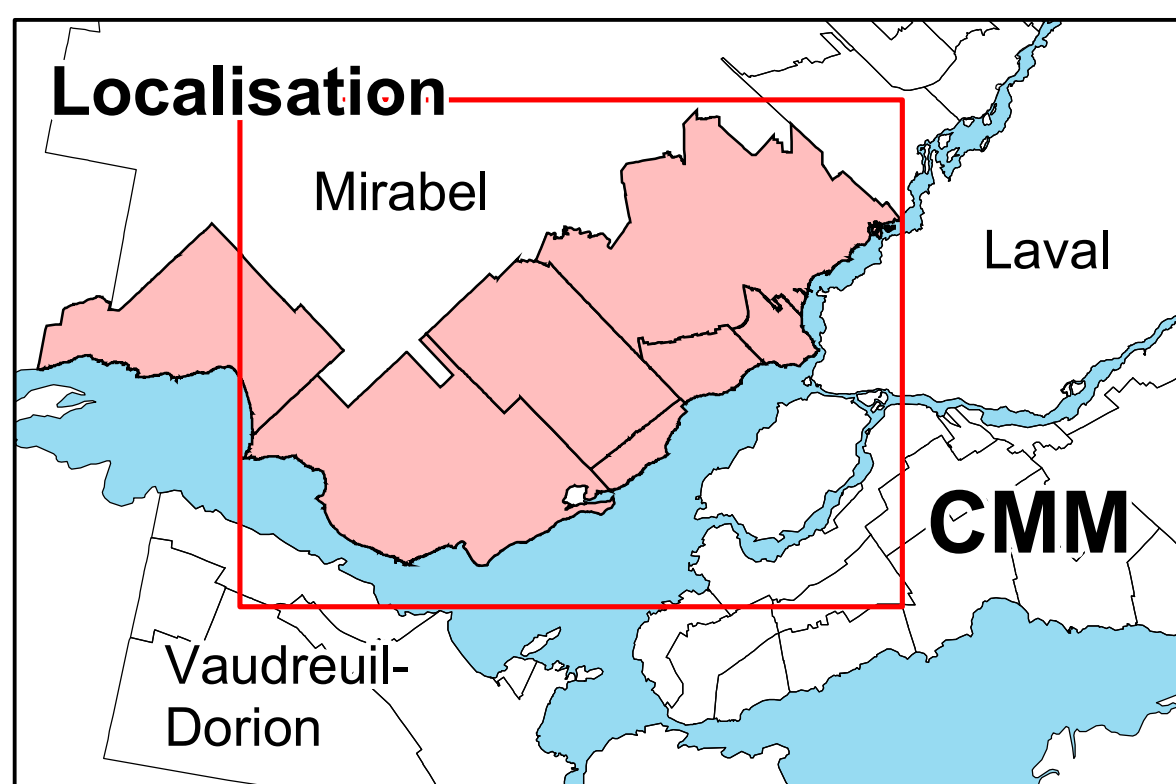 Localisation
Mirabel
Laval
CMM
Vaudreuil-
Dorion